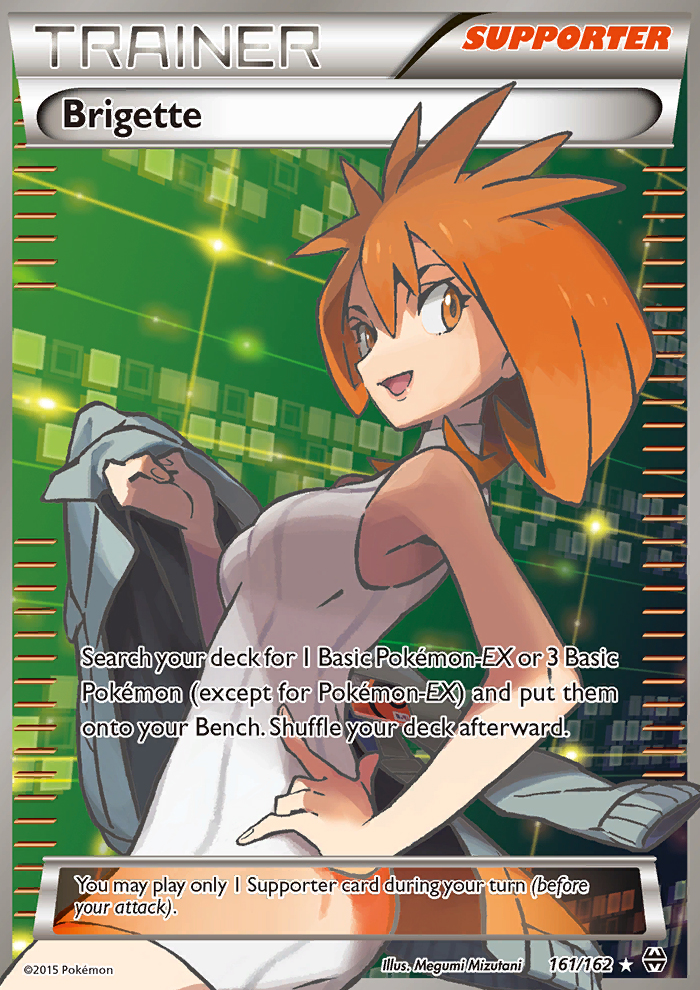 TRAINER
SUPPORTER
Brigette
Search your deck for 1 Basic Pokémon-EX or 3 Basic
Pokémon (except for Pokémon-EX) and put them
onto your Bench. Shuffle your deck afterward.
You may play only 1 Supporter card during your turn (before
your attack).
©2015 Pokémon
Illus. Megumi Mizutani
161/162 ★